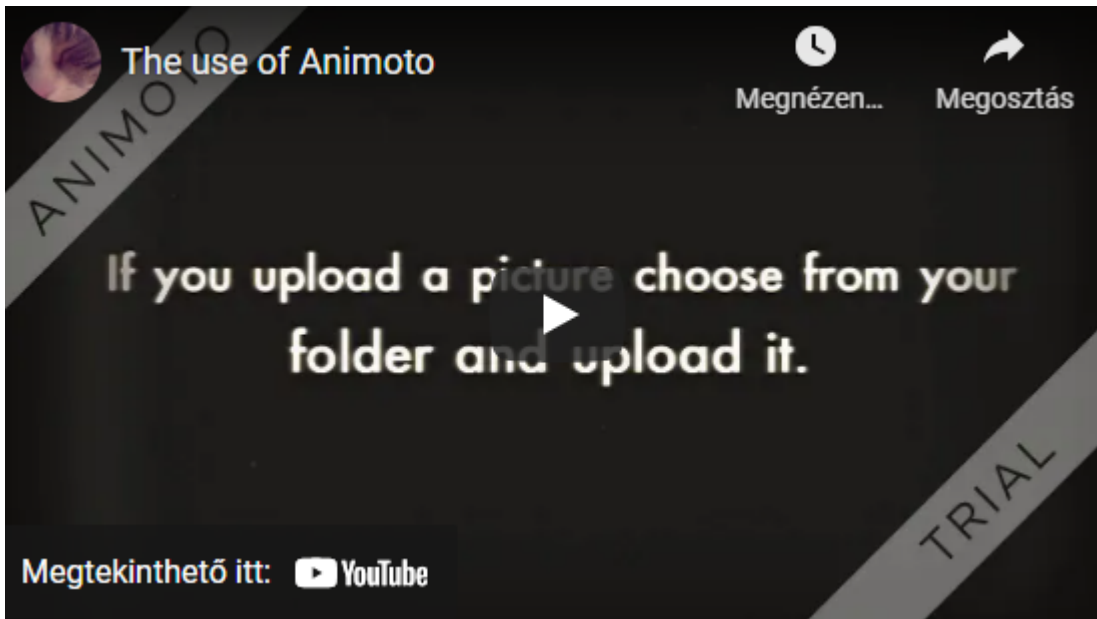 The use of Animoto
Megnézen...
Megosztás
ANIMOTO
If you upload a picture choose from your
folder and upload it.
TRIAL
Megtekinthető itt: YouTube